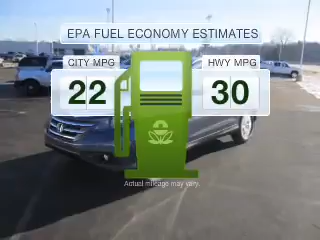 EPA FUEL ECONOMY ESTIMATES
CITY MPG
HWY MPG
22
30
Actual mileage may vary.